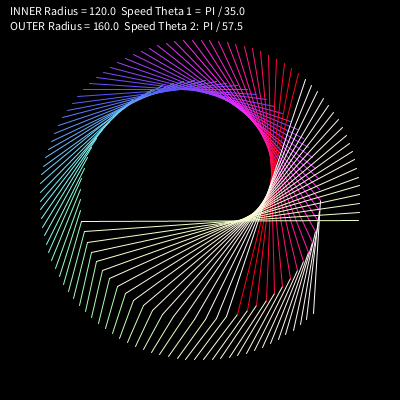 INNER Radius = 120.0  Speed Theta 1 =  PI / 35.0
OUTER Radius = 160.0  Speed Theta 2:  PI / 57.5